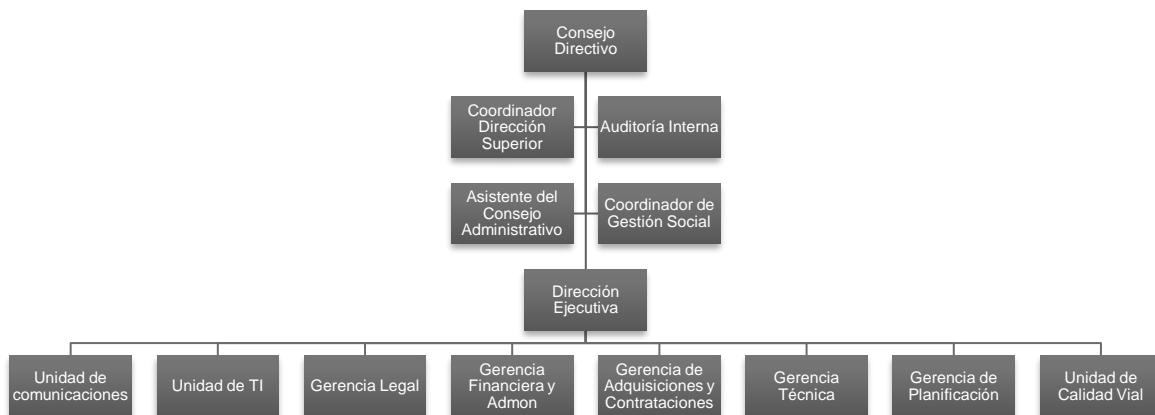 Consejo
Directivo
Coordinador
Dirección
Superior
Auditoría Interna
Asistente del
Consejo
Administrativo
Coordinador de
Gestión Social
Dirección
Ejecutiva
Unidad de
comunicaciones
Unidad de TI
Gerencia Legal
Gerencia
Financiera y
Admon
Gerencia de
Adquisiciones y
Contrataciones
Gerencia
Técnica
Gerencia de
Planificación
Unidad de
Calidad Vial